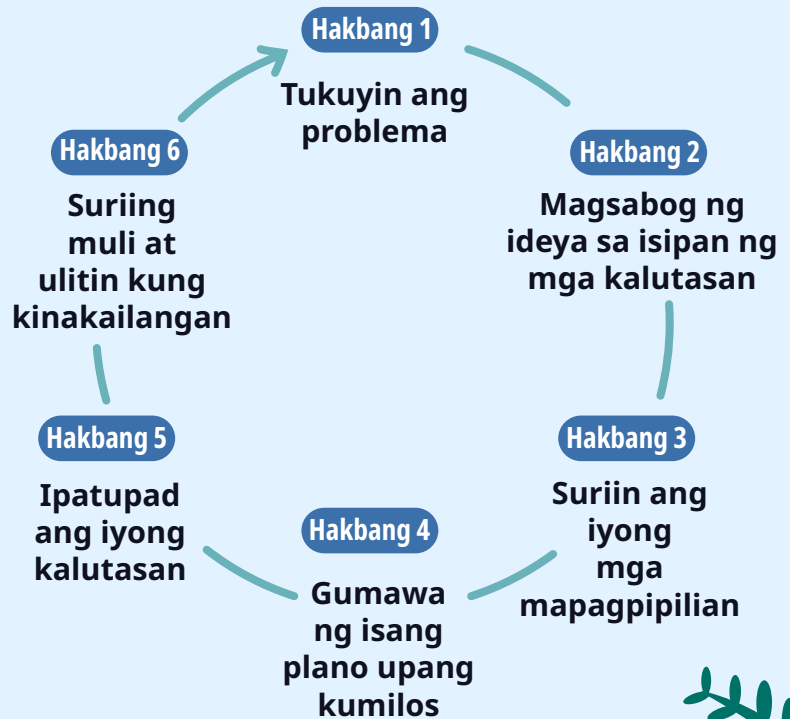 Hakbang 1
Tukuyin ang
problema
Hakbang 2
Magsabog ng
ideya sa isipan ng
mga kalutasan
Hakbang 3
Suriin ang
iyong
mga
mapagpipilian
Hakbang 4
Gumawa
ng isang
plano upang
kumilos
Hakbang 5
Ipatupad
ang iyong
kalutasan
Hakbang 6
Suriing
muli at
ulitin kung
kinakailangan